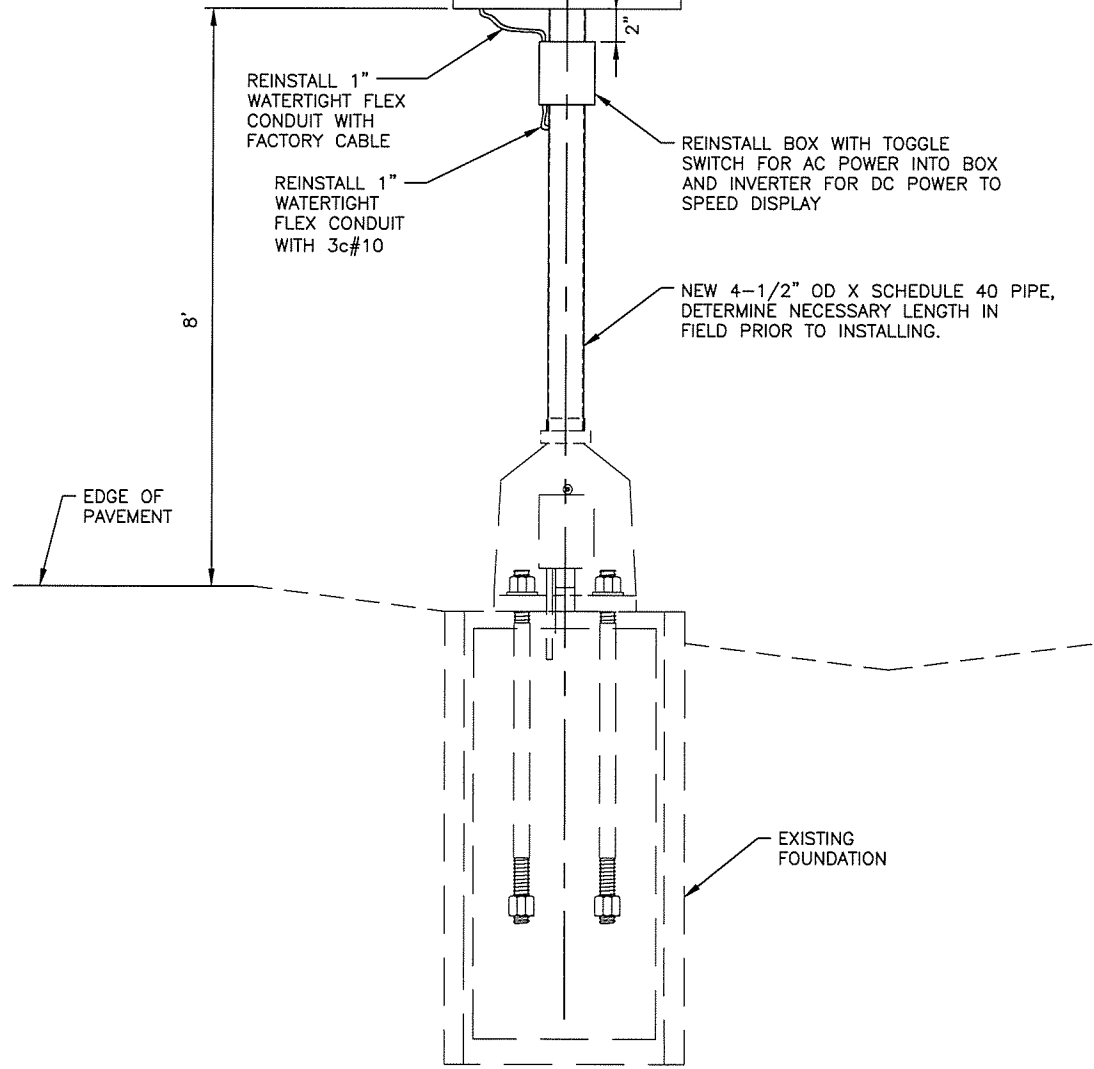 2"
REINSTALL 1"
WATERTIGHT FLEX
CONDUIT WITH
FACTORY CABLE
REINSTALL BOX WITH TOGGLE
SWITCH FOR AC POWER INTO BOX
AND INVERTER FOR DC POWER TO
SPEED DISPLAY
REINSTALL 1"
WATERTIGHT
FLEX CONDUIT
WITH 3c#10
8'
NEW 4-1/2" OD X SCHEDULE 40 PIPE,
DETERMINE NECESSARY LENGTH IN
FIELD PRIOR TO INSTALLING.
EDGE OF
PAVEMENT
EXISTING
FOUNDATION